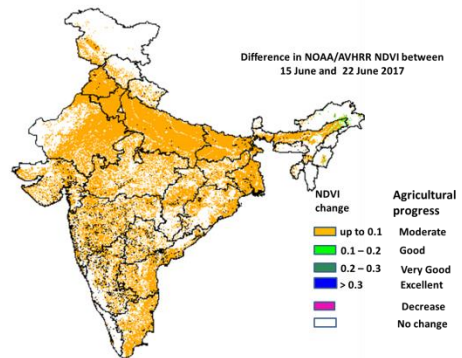 Difference in NOAA/AVHRR NDVI between
15 June and 22 June 2017
NDVI change
Agricultural progress
up to 0.1 Moderate
0.1 – 0.2 Good
0.2 – 0.3 Very Good
> 0.3 Excellent
Decrease
No change